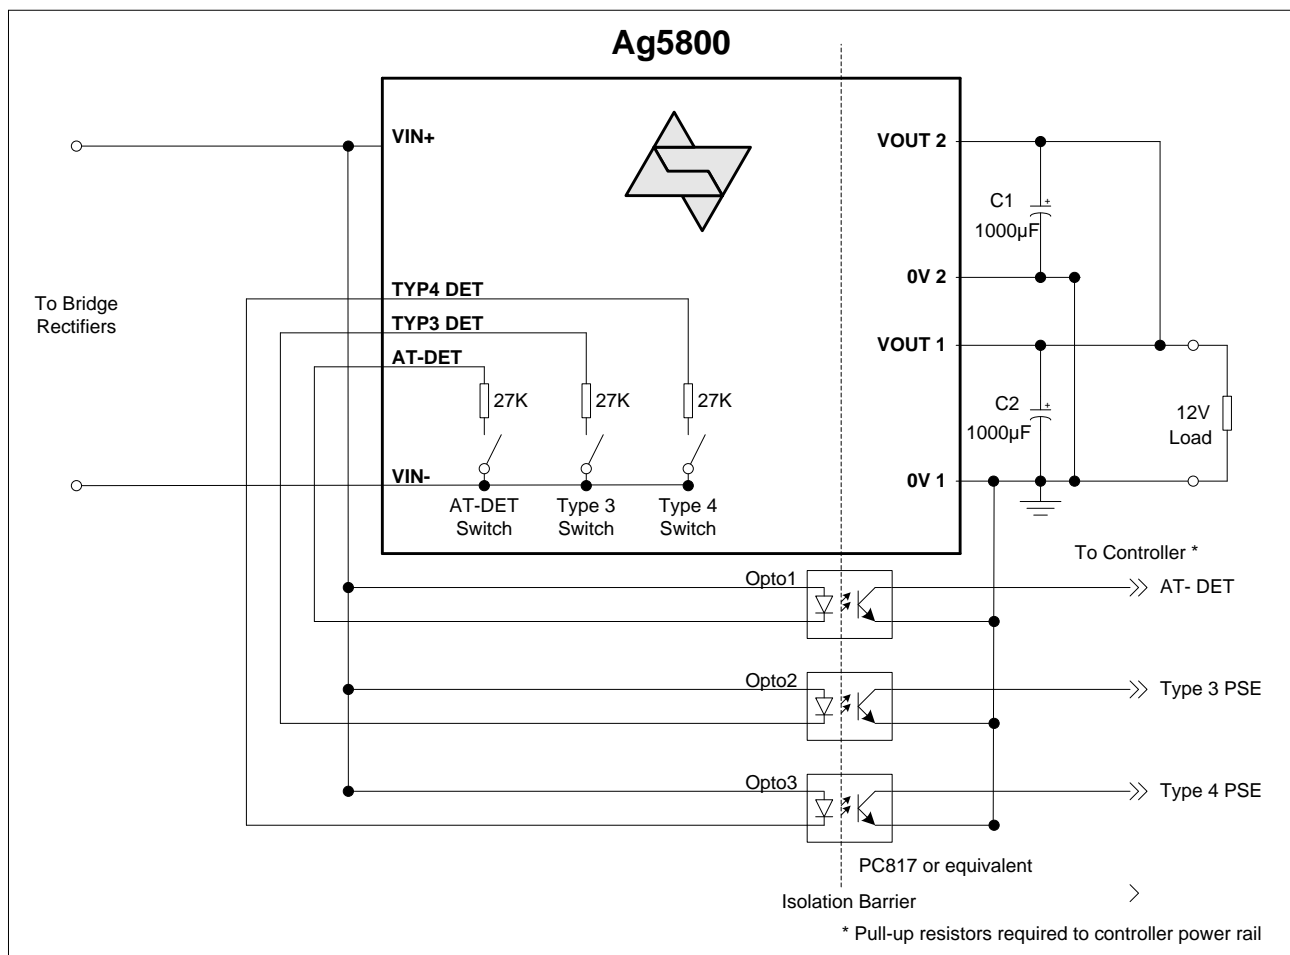 Ag5800
VIN+
VOUT 2
C1
1000µF
+
0V 2
To Bridge
Rectifiers
TYP4 DET
TYP3 DET
AT-DET
VOUT 1
27K
27K
27K
C2
1000µF
+
12V
Load
VIN-
0V 1
AT-DET
Switch
Type 3
Switch
Type 4
Switch
To Controller *
Opto1
AT- DET
Opto2
Type 3 PSE
Opto3
Type 4 PSE
PC817 or equivalent
Isolation Barrier
* Pull-up resistors required to controller power rail